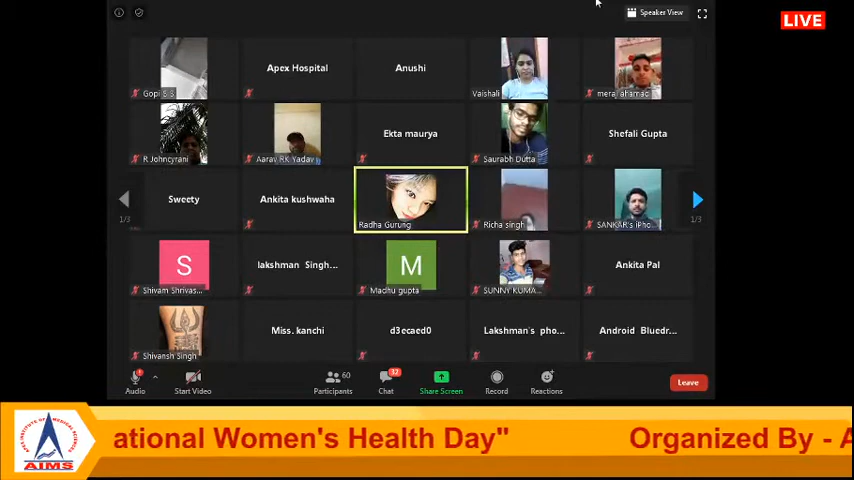 Speaker View
LIVE
Gopi B S
Apex Hospital
Anushi
Vaishali
R Johncyrani
Aarav RK Yadav
Ekta maurya
Saurabh Dutta
Shefali Gupta
Sweety
Ankita kushwaha
Radha Gurung
Richa singh
SANKAR's iPho...
1/3
1/3
S
Shivam Shrivas...
lakshman Singh...
M
Madhu gupta
SUNNY KUMA...
Ankita Pal
Shivansh Singh
Miss. kanchi
d3ecaed0
Lakshman's pho...
Android Bluedr...
Audio
Start Video
Participants
60
Chat
32
Share Screen
Record
Reactions
Leave
AIMS
ational Women's Health Day" Organized By - A